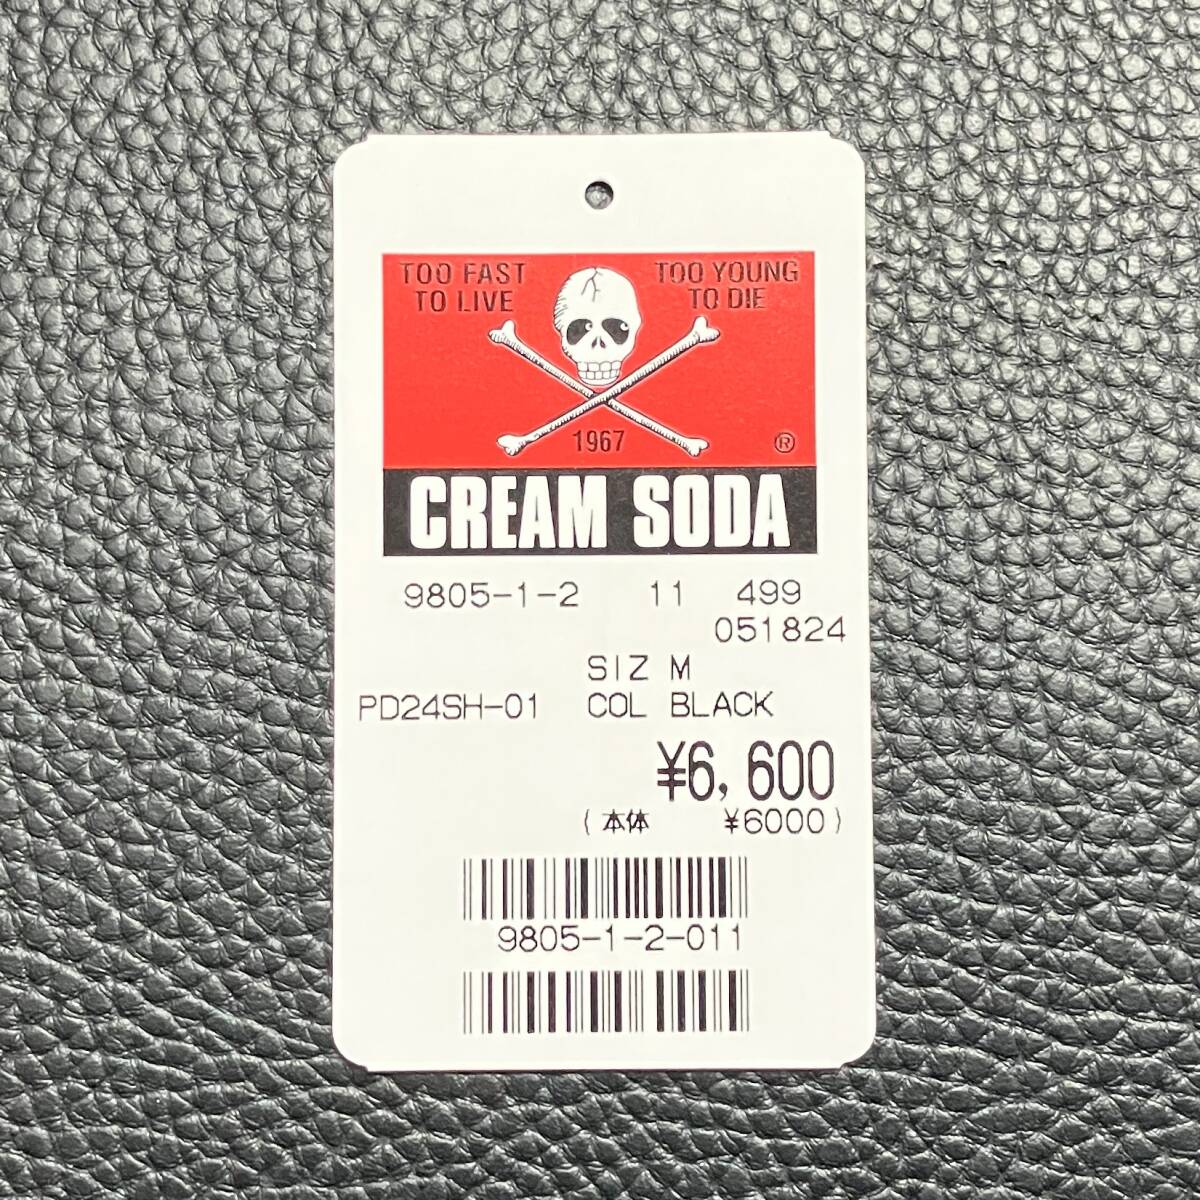 TOO FAST TO LIVE
TOO YOUNG TO DIE
1967 ®
CREAM SODA
9805-1-2 11 499
051824
SIZ M
PD24SH-01 COL BLACK
¥6,600
(本体 ¥6000)
9805-1-2-011